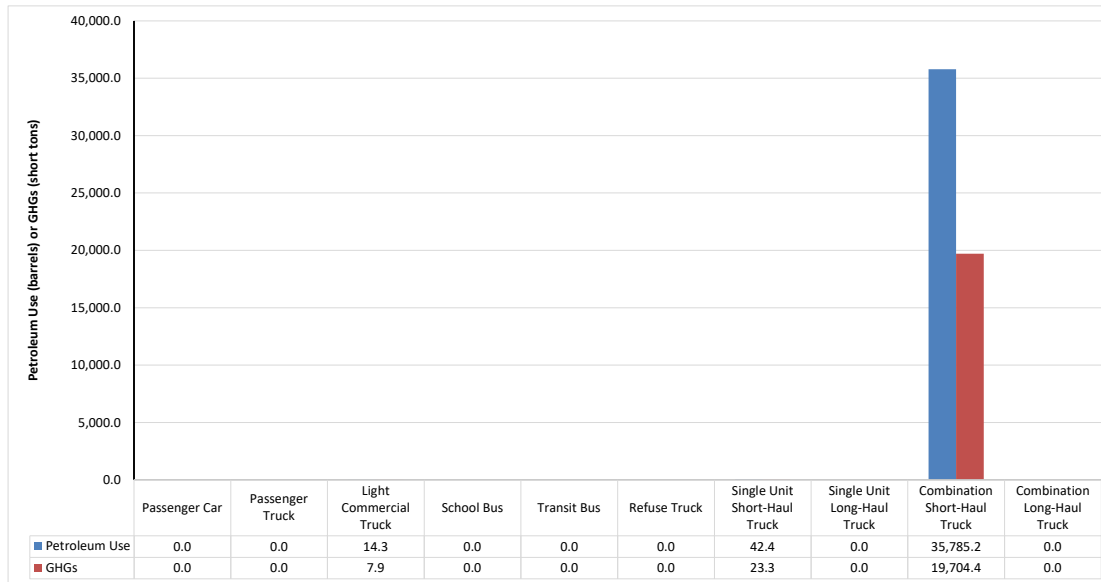 40,000.0
35,000.0
30,000.0
25,000.0
20,000.0
15,000.0
10,000.0
5,000.0
0.0
Petroleum Use (barrels) or GHGs (short tons)
Passenger Car
Passenger
Truck
Light
Commercial
Truck
School Bus
Transit Bus
Refuse Truck
Single Unit
Short-Haul
Truck
Single Unit
Long-Haul
Truck
Combination
Short-Haul
Truck
Combination
Long-Haul
Truck
Petroleum Use 0.0 0.0 14.3 0.0 0.0 0.0 42.4 0.0 35,785.2 0.0
GHGs 0.0 0.0 7.9 0.0 0.0 0.0 23.3 0.0 19,704.4 0.0